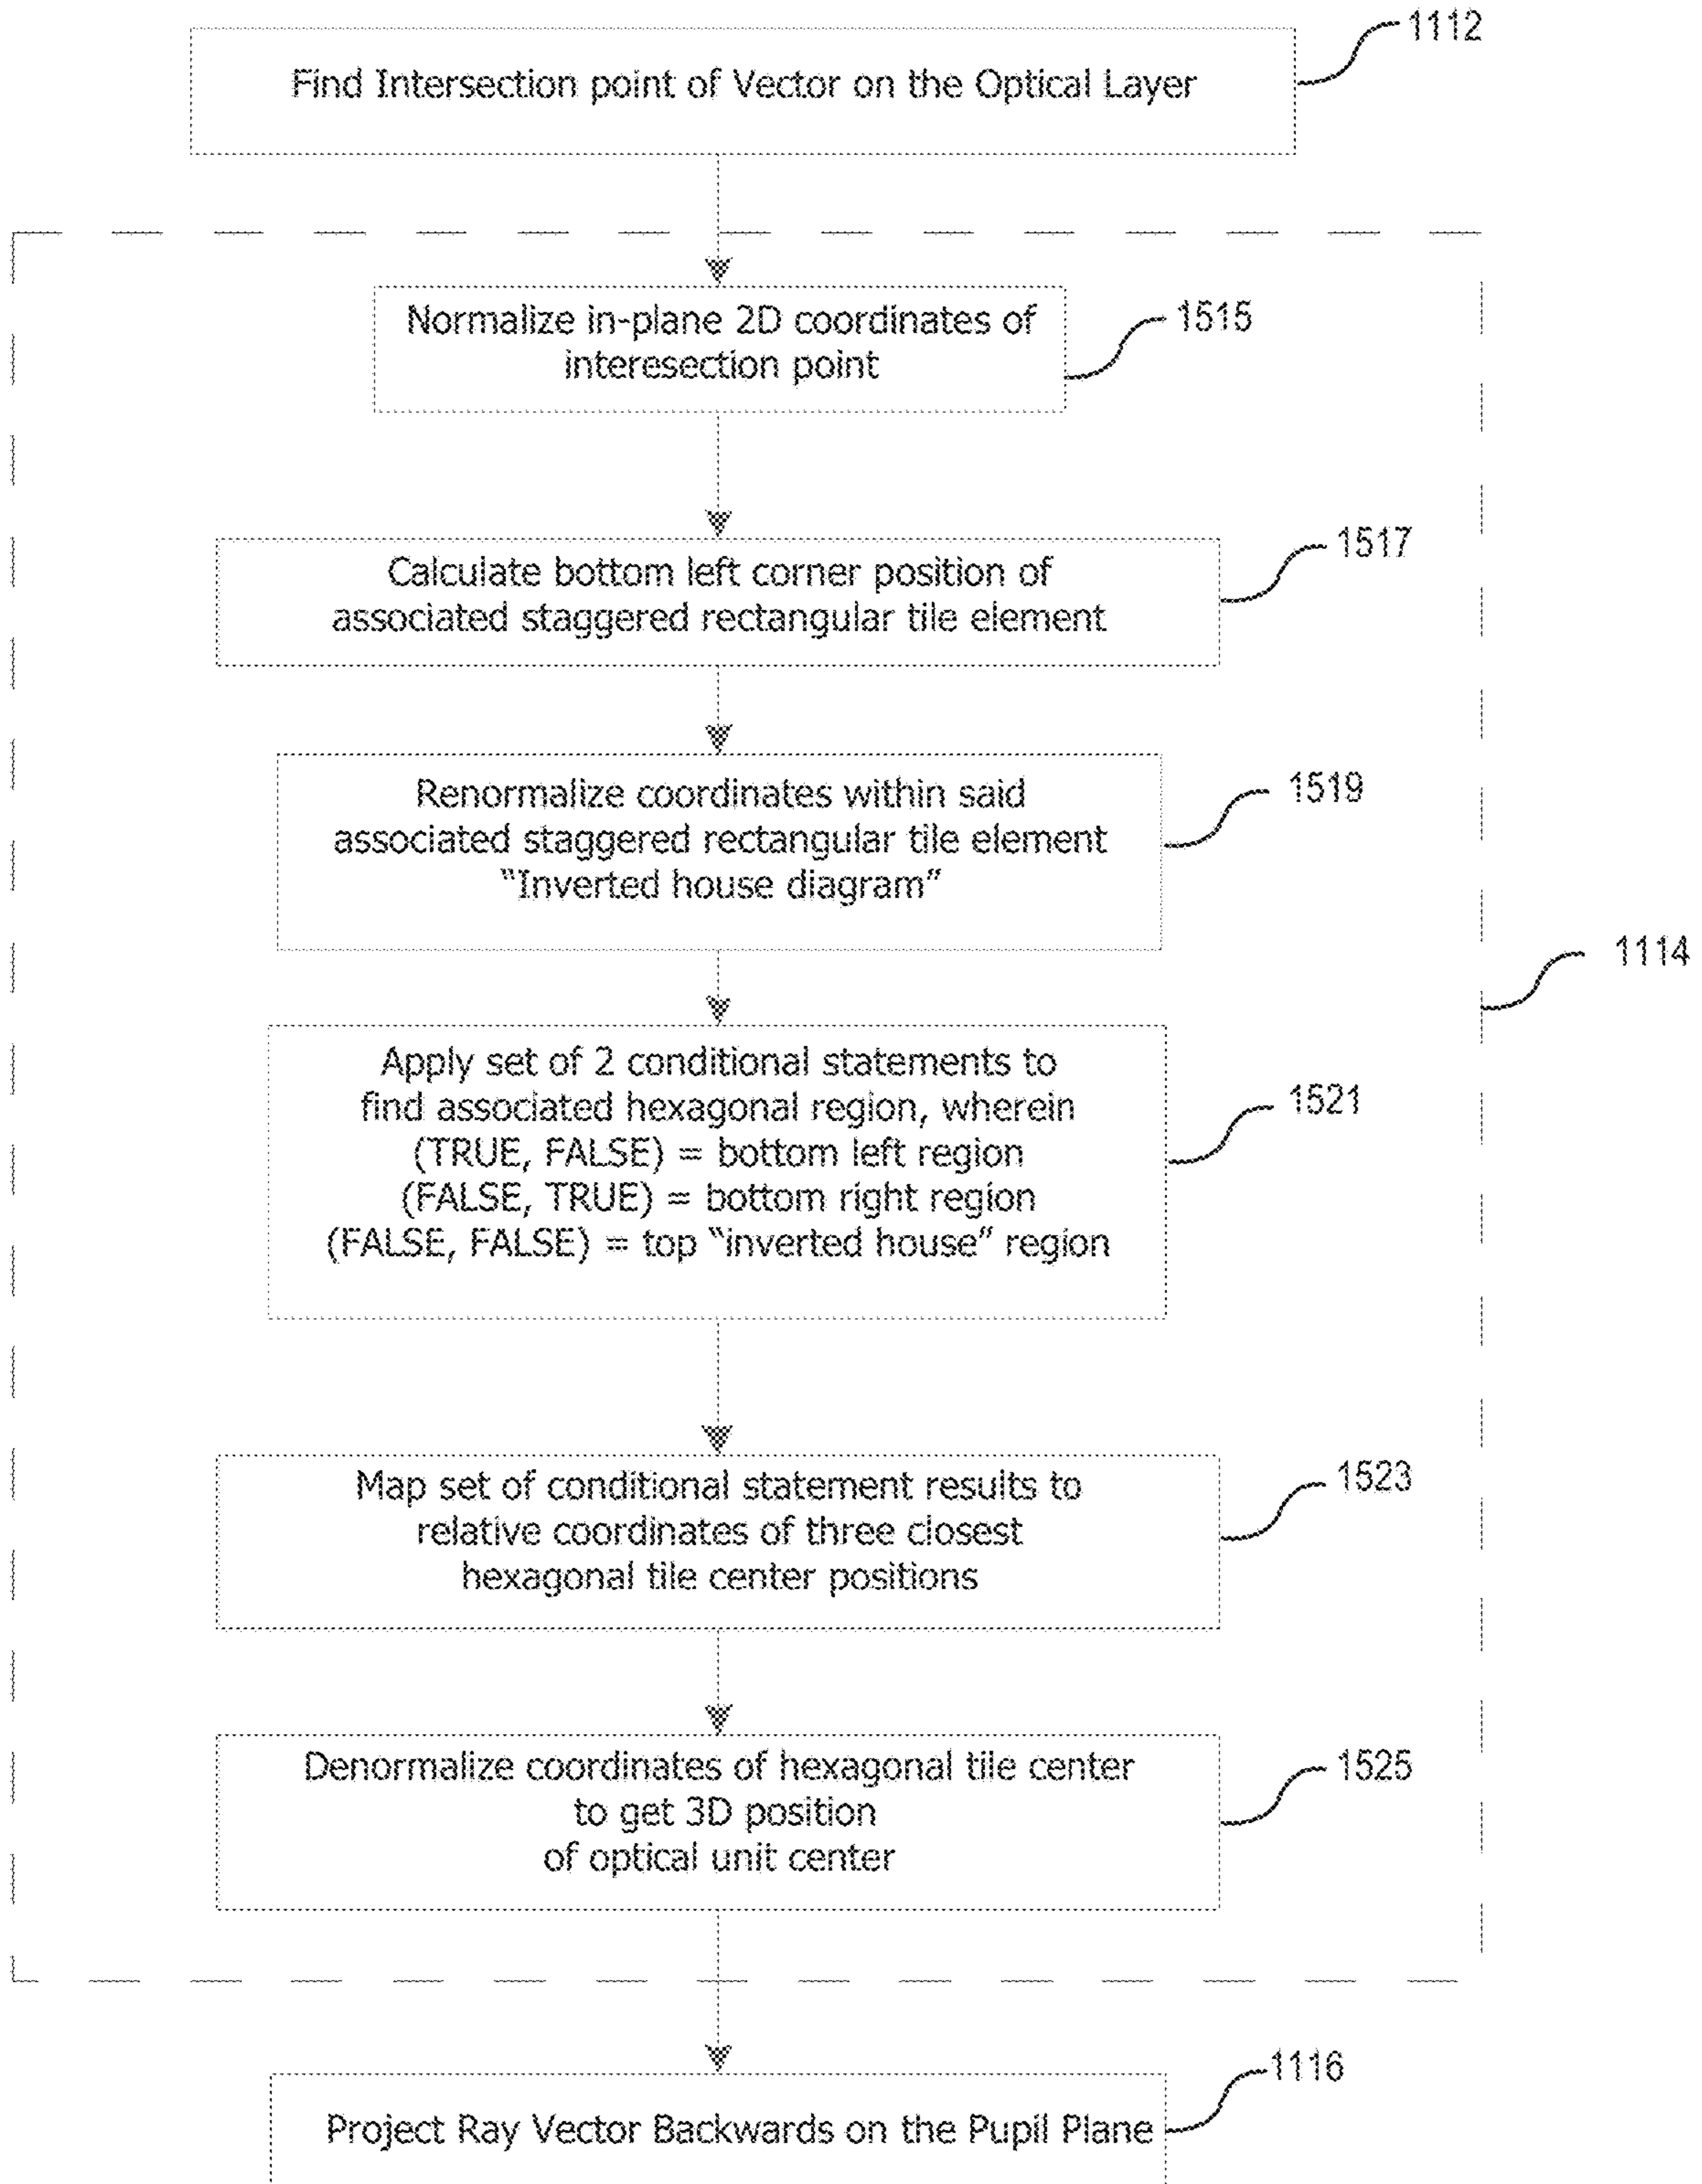 1112
Find Intersection point of Vector on the Optical Layer
Normalize in-plane 2D coordinates of
interesection point
1515
Calculate bottom left corner position of
associated staggered rectangular tile element
1517
Renormalize coordinates within said
associated staggered rectangular tile element
“Inverted house diagram”
1519
1114
Apply set of 2 conditional statements to
find associated hexagonal region, wherein
(TRUE, FALSE) = bottom left region
(FALSE, TRUE) = bottom right region
(FALSE, FALSE) = top “inverted house” region
1521
Map set of conditional statement results to
relative coordinates of three closest
hexagonal tile center positions
1523
Denormalize coordinates of hexagonal tile center
to get 3D position
of optical unit center
1525
1116
Project Ray Vector Backwards on the Pupil Plane